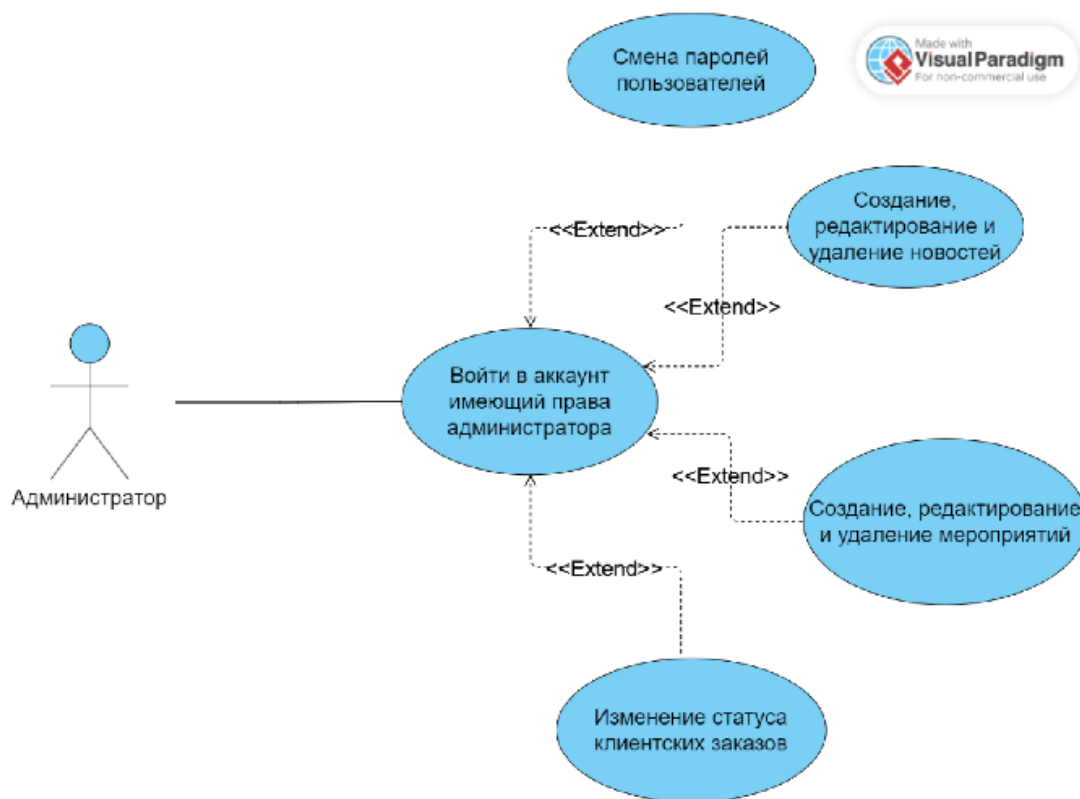 Смена паролей
пользователей
Made with
Visual Paradigm
For non-commercial use
Создание,
редактирование и
удаление новостей
<<Extend>>
<<Extend>>
Войти в аккаунт
имеющий права
администратора
Администратор
<<Extend>>
Создание, редактирование
и удаление мероприятий
<<Extend>>
Изменение статуса
клиентских заказов